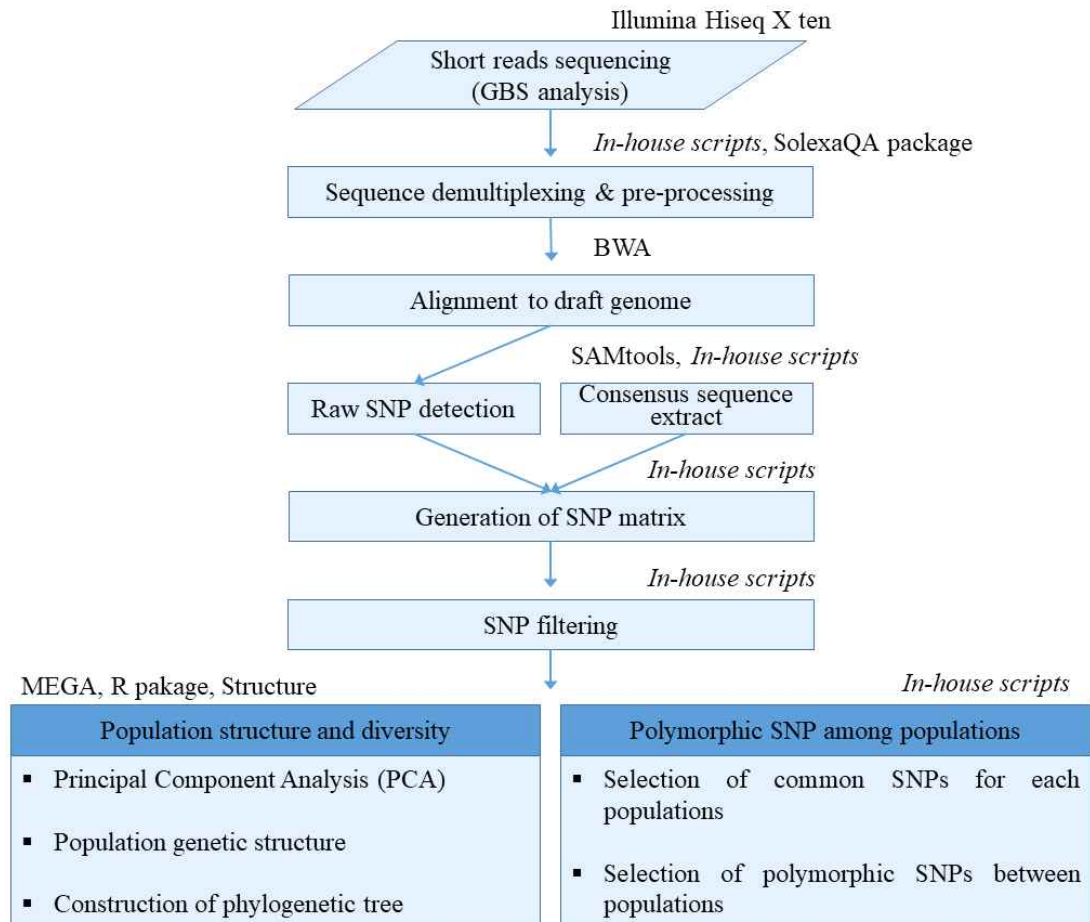 Illumina Hiseq X ten
Short reads sequencing
(GBS analysis)
In-house scripts, SolexaQA package
Sequence demultiplexing & pre-processing
BWA
Alignment to draft genome
SAMtools, In-house scripts
Raw SNP detection
Consensus sequence
extract
In-house scripts
Generation of SNP matrix
In-house scripts
SNP filtering
MEGA, R pakage, Structure
In-house scripts
Population structure and diversity
▪ Principal Component Analysis (PCA)
▪ Population genetic structure
▪ Construction of phylogenetic tree
Polymorphic SNP among populations
▪ Selection of common SNPs for each
populations
▪ Selection of polymorphic SNPs between
populations